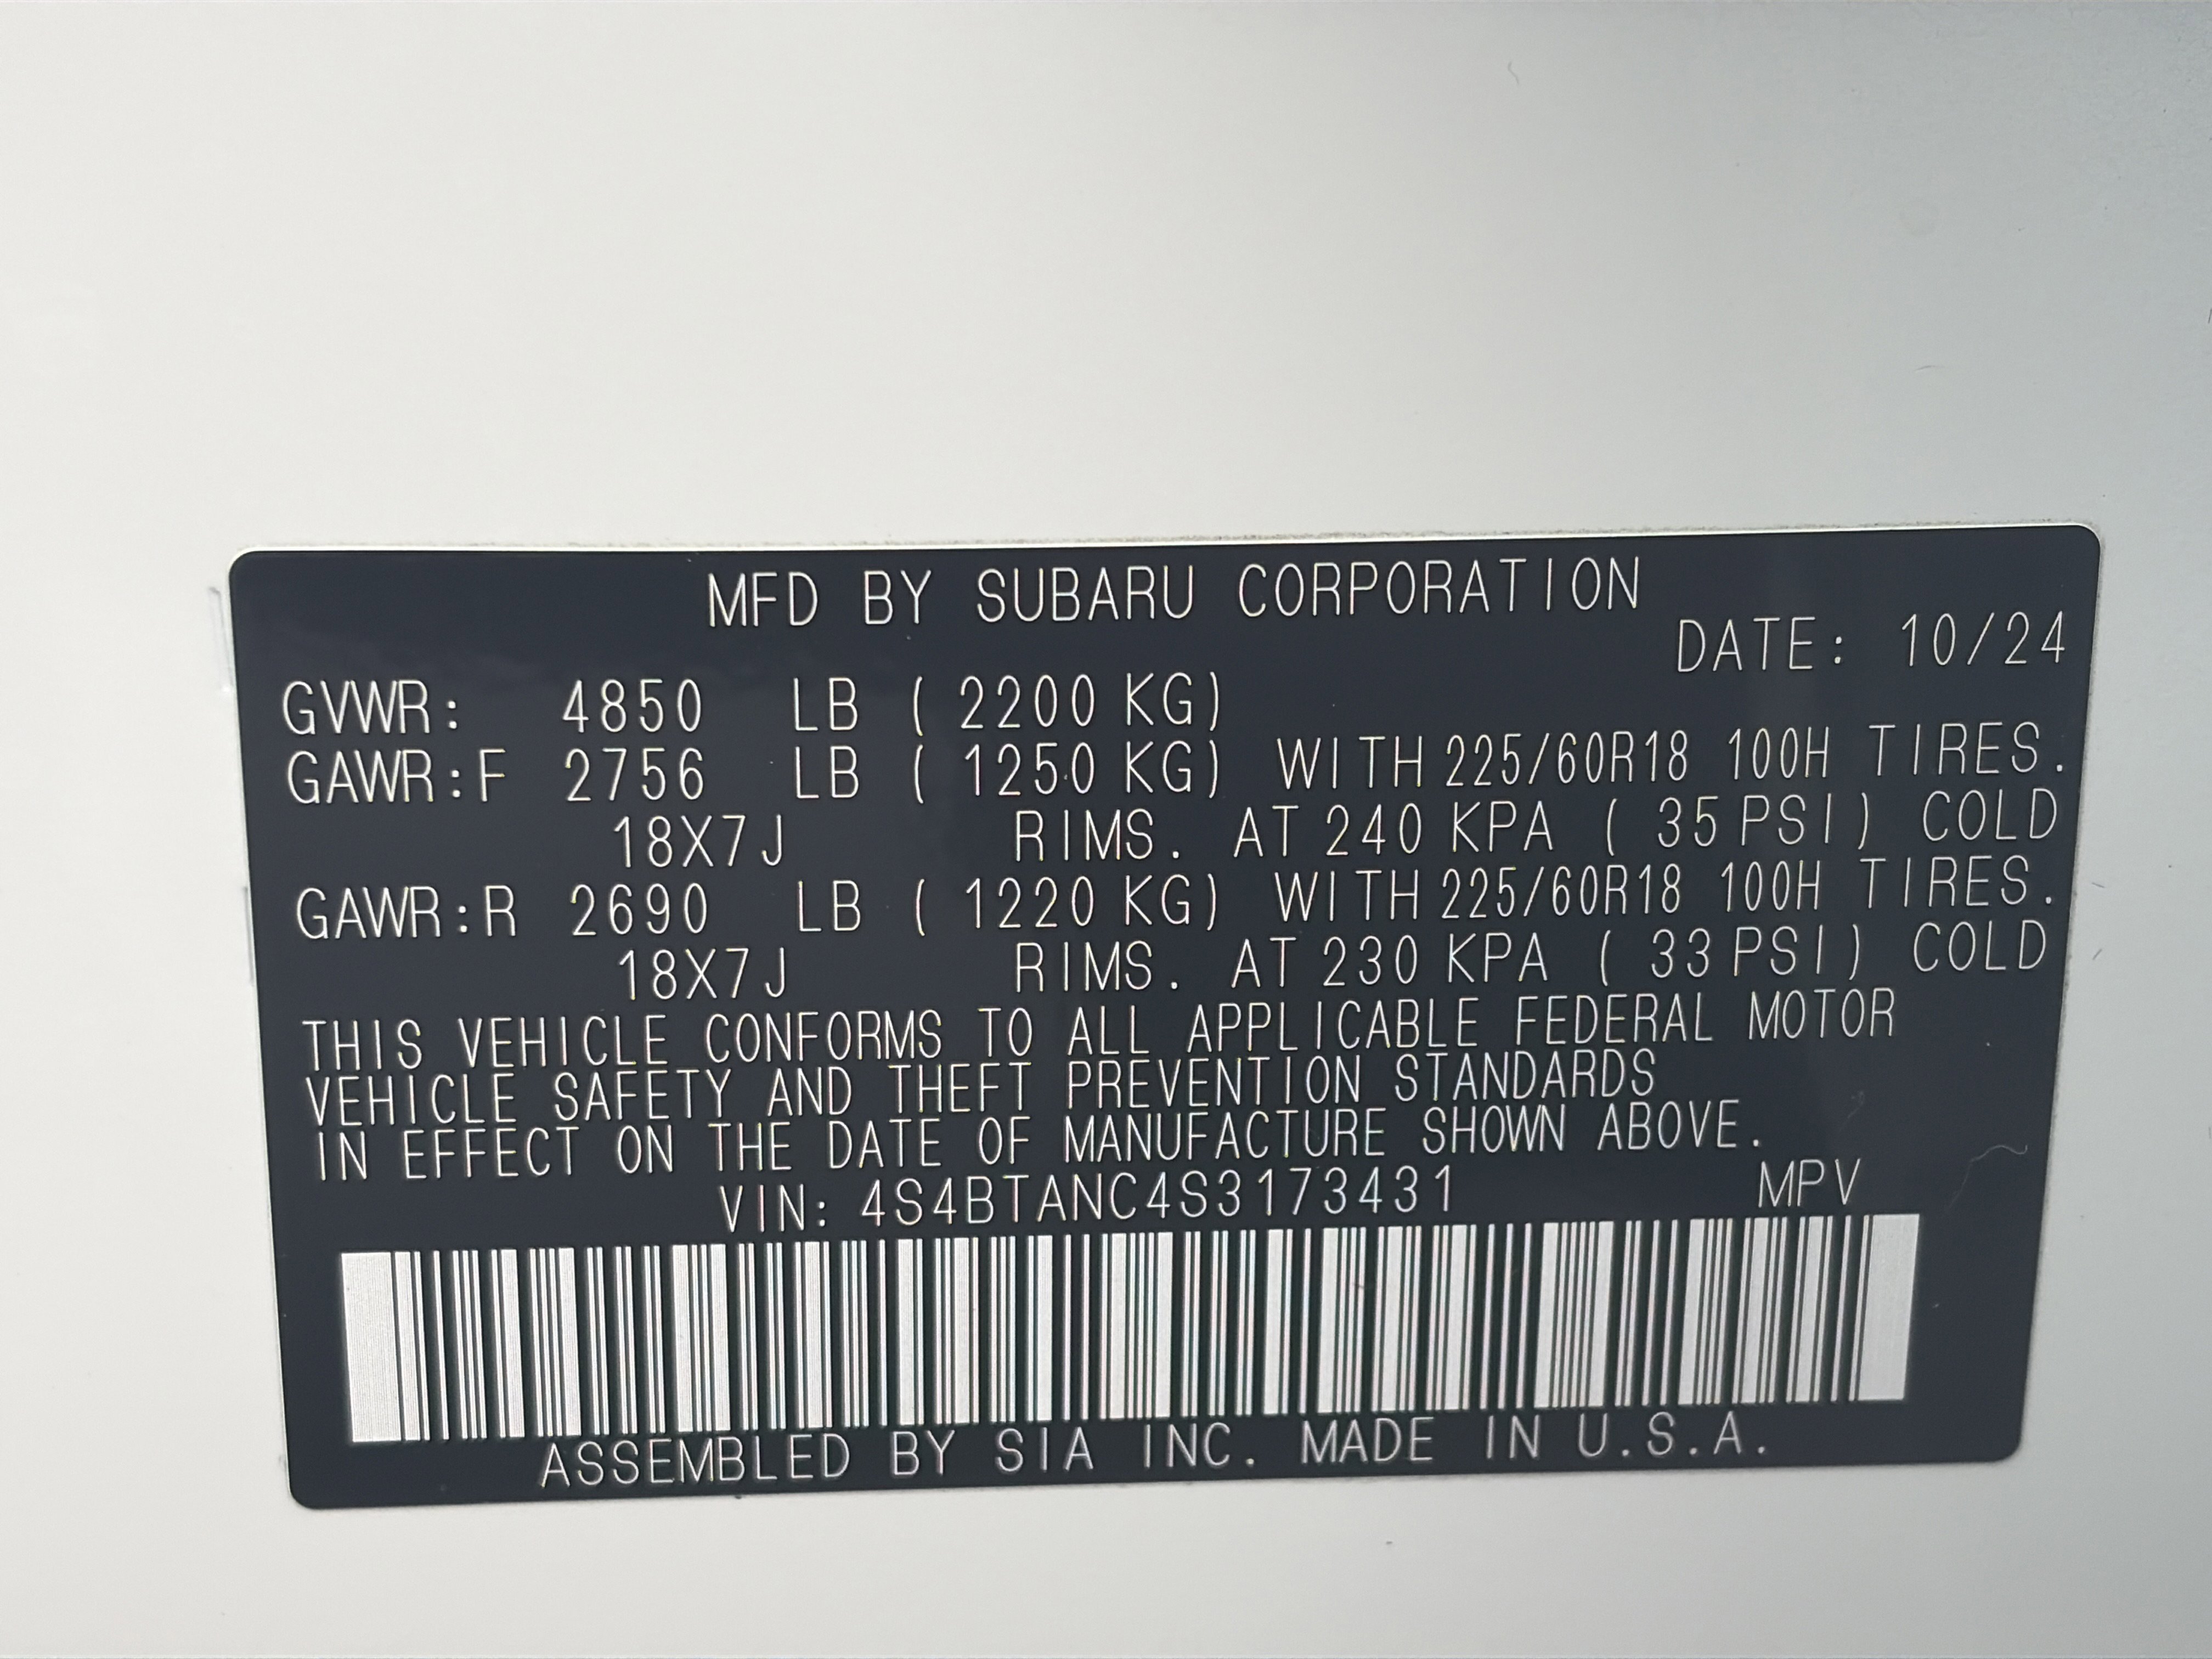 MFD BY SUBARU CORPORATION
DATE: 10/24
GVWR: 4850 LB ( 2200 KG)
GAWR:F 2756 LB ( 1250 KG) WITH 225/60R18 100H TIRES.
18X7J RIMS. AT 240 KPA ( 35 PSI) COLD
GAWR:R 2690 LB ( 1220 KG) WITH 225/60R18 100H TIRES.
18X7J RIMS. AT 230 KPA ( 33 PSI) COLD
THIS VEHICLE CONFORMS TO ALL APPLICABLE FEDERAL MOTOR
VEHICLE SAFETY AND THEFT PREVENTION STANDARDS
IN EFFECT ON THE DATE OF MANUFACTURE SHOWN ABOVE.
VIN: 4S4BTANC4S3173431 MPV
ASSEMBLED BY SIA INC. MADE IN U.S.A.